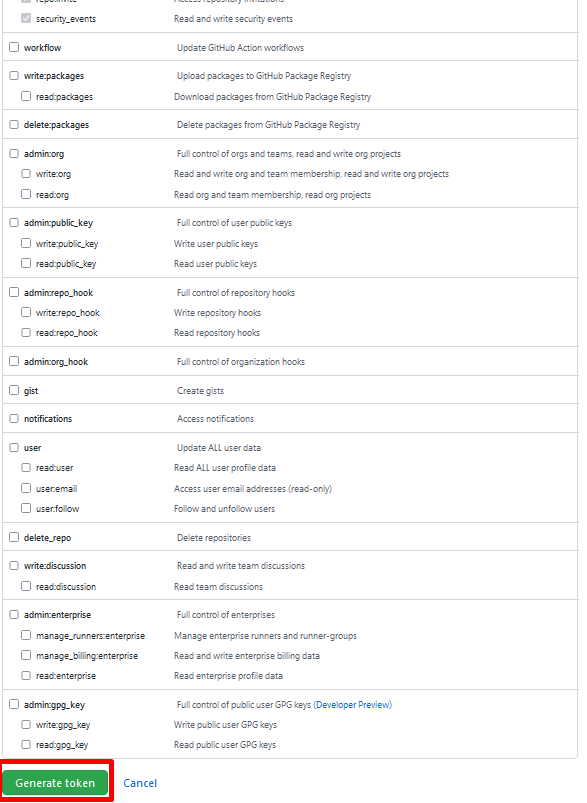 repo:invite Access repository invitations
security_events Read and write security events
workflow Update GitHub Action workflows
write:packages Upload packages to GitHub Package Registry
read:packages Download packages from GitHub Package Registry
delete:packages Delete packages from GitHub Package Registry
admin:org Full control of orgs and teams, read and write org projects
write:org Read and write org and team membership, read and write org projects
read:org Read org and team membership, read org projects
admin:public_key Full control of user public keys
write:public_key Write user public keys
read:public_key Read user public keys
admin:repo_hook Full control of repository hooks
write:repo_hook Write repository hooks
read:repo_hook Read repository hooks
admin:org_hook Full control of organization hooks
gist Create gists
notifications Access notifications
user Update ALL user data
read:user Read ALL user profile data
user:email Access user email addresses (read-only)
user:follow Follow and unfollow users
delete_repo Delete repositories
write:discussion Read and write team discussions
read:discussion Read team discussions
admin:enterprise Full control of enterprises
manage_runners:enterprise Manage enterprise runners and runner-groups
manage_billing:enterprise Read and write enterprise billing data
read:enterprise Read enterprise profile data
admin:gpg_key Full control of public user GPG keys (Developer Preview)
write:gpg_key Write public user GPG keys
read:gpg_key Read public user GPG keys
Generate token Cancel